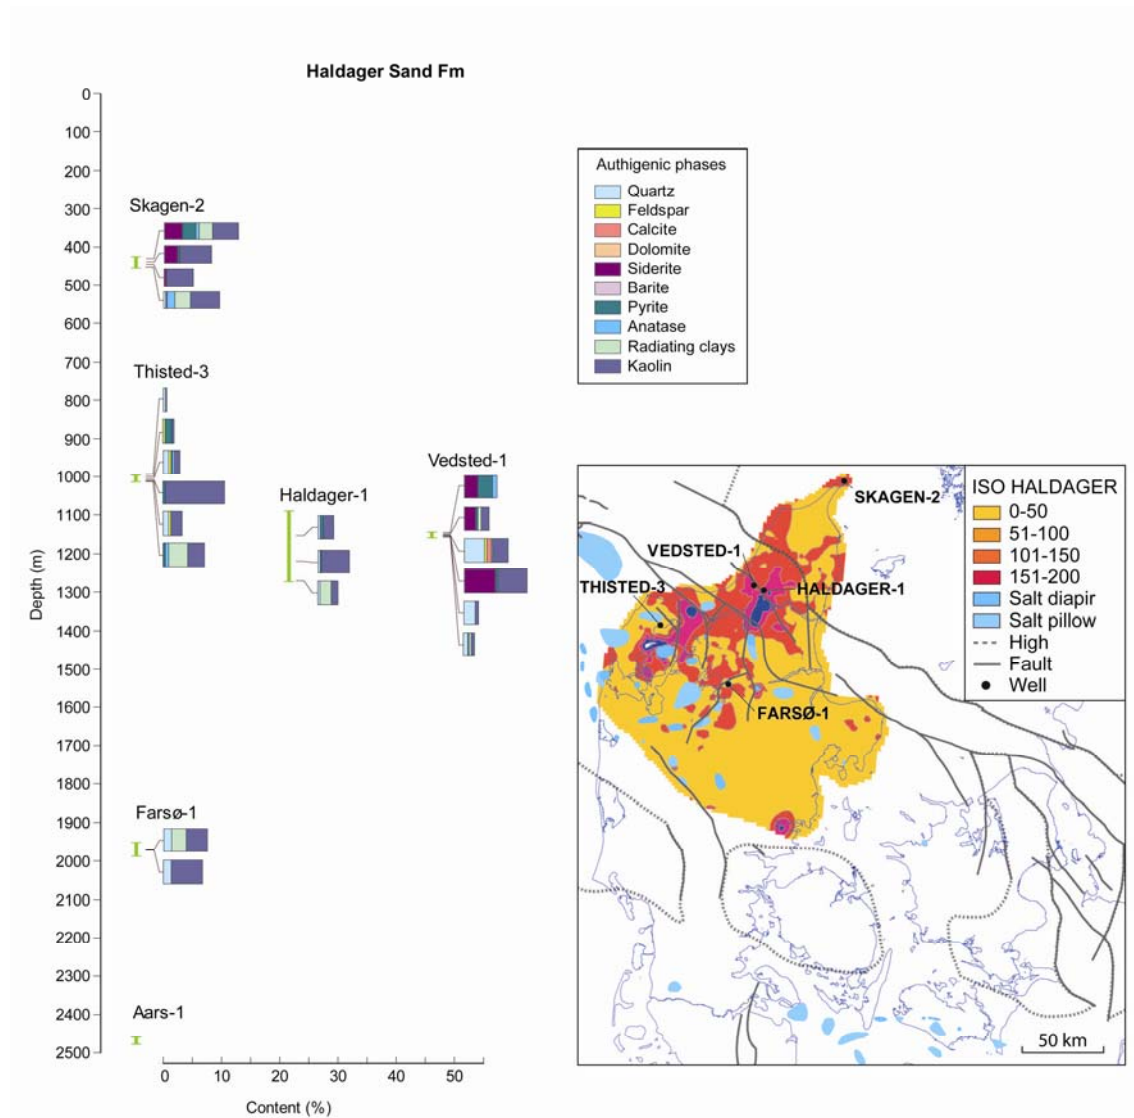 Haldager Sand Fm
0
100
200
300
400
500
600
700
800
900
1000
1100
1200
1300
1400
1500
1600
1700
1800
1900
2000
2100
2200
2300
2400
2500
Depth (m)
Skagen-2
Thisted-3
Haldager-1
Vedsted-1
Farsø-1
Aars-1
0 10 20 30 40 50
Content (%)
Authigenic phases
Quartz
Feldspar
Calcite
Dolomite
Siderite
Barite
Pyrite
Anatase
Radiating clays
Kaolin
SKAGEN-2
VEDSTED-1
THISTED-3
HALDAGER-1
FARSØ-1
ISO HALDAGER
0-50
51-100
101-150
151-200
Salt diapir
Salt pillow
High
Fault
Well
50 km